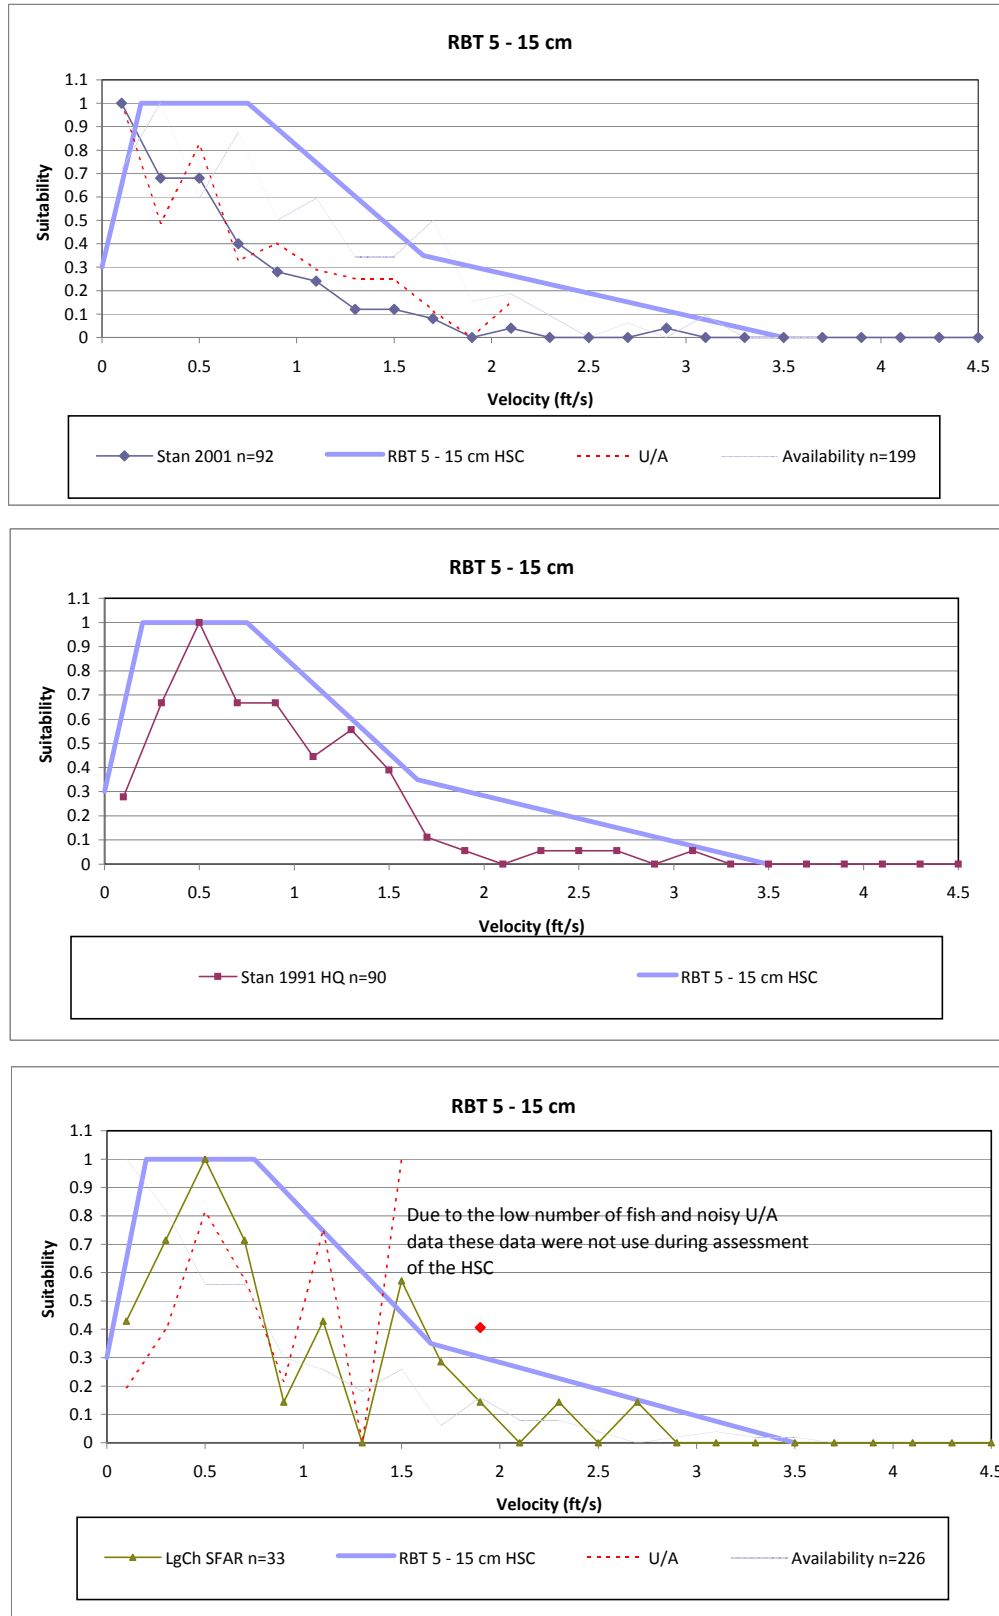 RBT 5 - 15 cm
1.1
1
0.9
0.8
0.7
0.6
0.5
0.4
0.3
0.2
0.1
0
Suitability
0 0.5 1 1.5 2 2.5 3 3.5 4 4.5
Velocity (ft/s)
Stan 2001 n=92 RBT 5 - 15 cm HSC U/A Availability n=199
RBT 5 - 15 cm
1.1
1
0.9
0.8
0.7
0.6
0.5
0.4
0.3
0.2
0.1
0
Suitability
0 0.5 1 1.5 2 2.5 3 3.5 4 4.5
Velocity (ft/s)
Stan 1991 HQ n=90 RBT 5 - 15 cm HSC
RBT 5 - 15 cm
1.1
1
0.9
0.8
0.7
0.6
0.5
0.4
0.3
0.2
0.1
0
Suitability
Due to the low number of fish and noisy U/A
data these data were not use during assessment
of the HSC
0 0.5 1 1.5 2 2.5 3 3.5 4 4.5
Velocity (ft/s)
LgCh SFAR n=33 RBT 5 - 15 cm HSC U/A Availability n=226